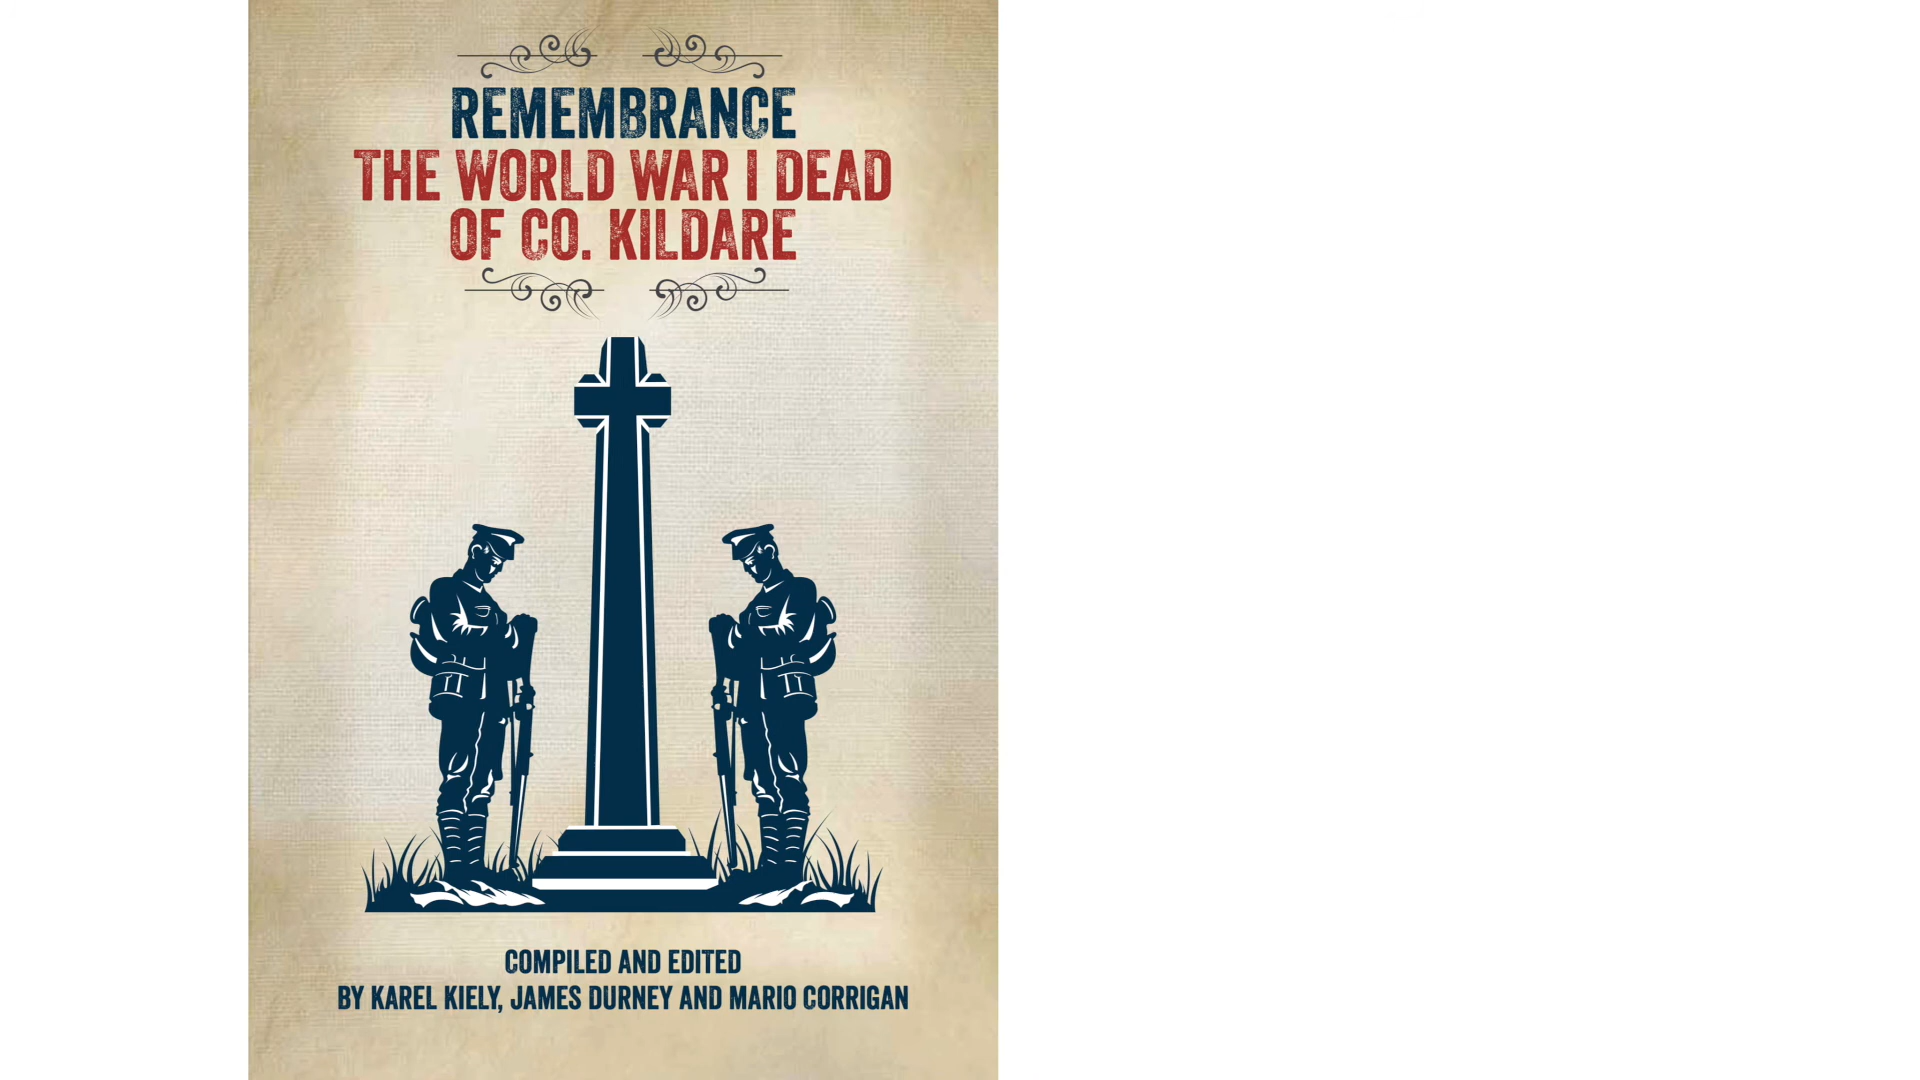 REMEMBRANCE
THE WORLD WAR I DEAD
OF CO. KILDARE
COMPILED AND EDITED
BY KAREL KIELY, JAMES DURNEY AND MARIO CORRIGAN